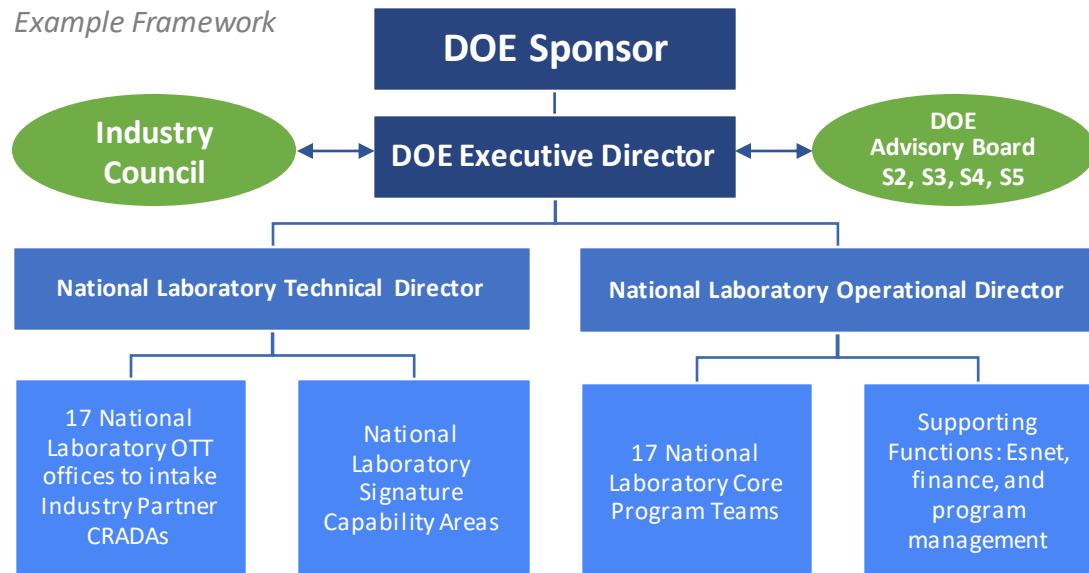 Example Framework
DOE Sponsor
Industry
Council
DOE Executive Director
DOE
Advisory Board
S2, S3, S4, S5
National Laboratory Technical Director
National Laboratory Operational Director
17 National
Laboratory OTT
offices to intake
Industry Partner
CRADAs
National
Laboratory
Signature
Capability Areas
17 National
Laboratory Core
Program Teams
Supporting
Functions: Esnet,
finance, and
program
management